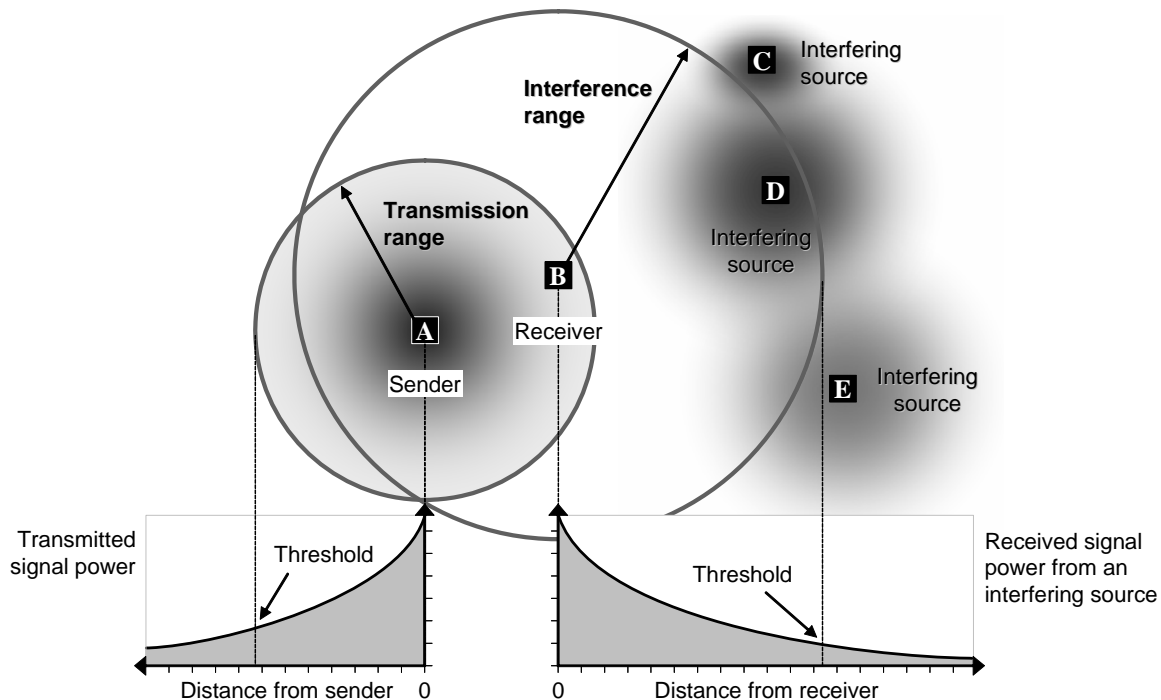 C
Interfering
source
Interference
range
D
Interfering
source
Transmission
range
B
Receiver
A
Sender
E
Interfering
source
Transmitted
signal power
Threshold
Threshold
Received signal
power from an
interfering source
Distance from sender
0
0
Distance from receiver